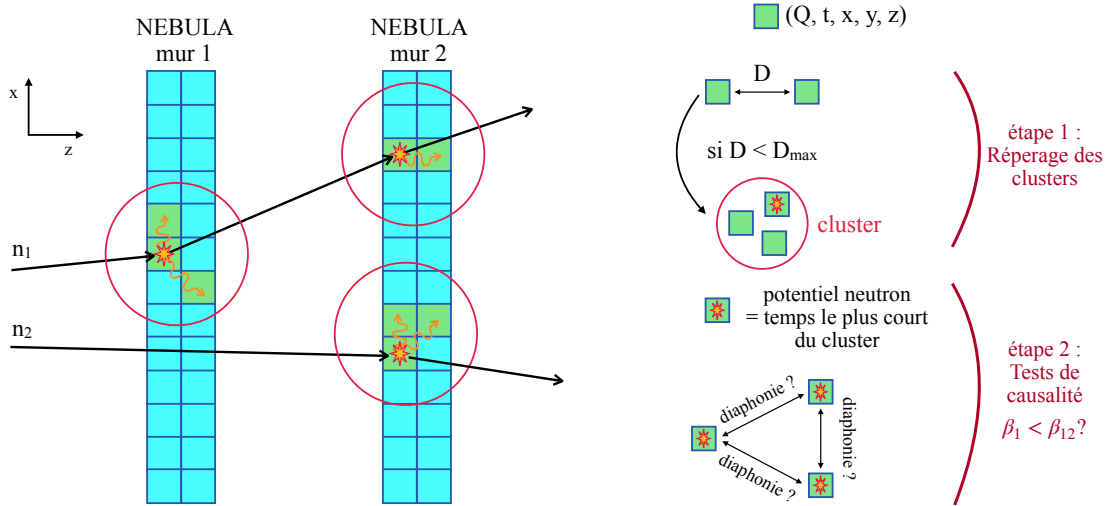 NEBULA
mur 1
NEBULA
mur 2
x
z
n1
n2
(Q, t, x, y, z)
D
si D < Dmax
cluster
étape 1 :
Réperage des
clusters
potentiel neutron
= temps le plus court
du cluster
diaphonie ?
diaphonie ?
diaphonie ?
étape 2 :
Tests de
causalité
β1 < β12?